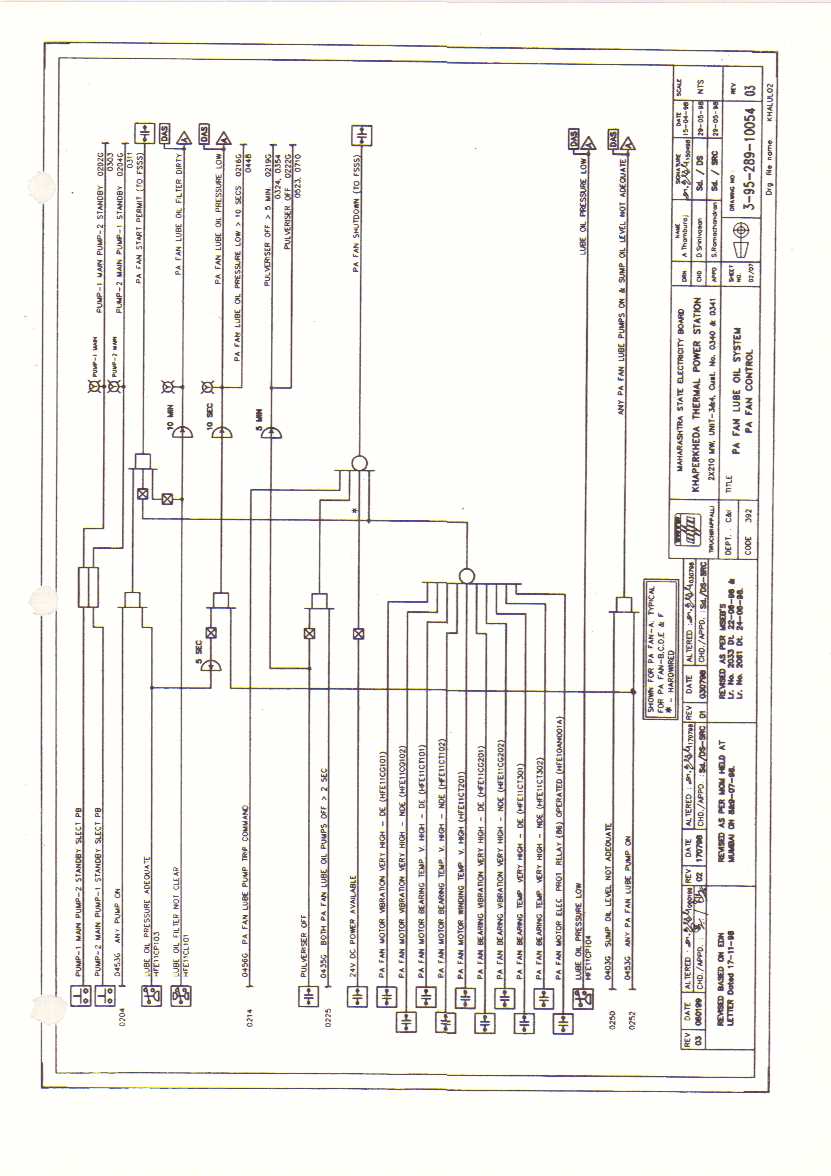 PUMP-1 MAIN PUMP-2 STANDBY SLECT PB
PUMP-2 MAIN PUMP-1 STANDBY SLECT PB
0204
0453G ANY PUMP ON
LUBE OIL PRESSURE ADEQUATE
HFE11CP103
LUBE OIL FILTER NOT CLEAR
HFE11CL101
0214
0496G PA FAN LUBE PUMP TRIP COMMAND
PULVERISER OFF
0225
0435G BOTH PA FAN LUBE OIL PUMPS OFF > 2 SEC
24V DC POWER AVAILABLE
PA FAN MOTOR VIBRATION VERY HIGH - DE (HFE11CG101)
PA FAN MOTOR VIBRATION VERY HIGH - NDE (HFE11CG102)
PA FAN MOTOR BEARING TEMP V. HIGH - DE (HFE11CT101)
PA FAN MOTOR BEARING TEMP V. HIGH - NDE (HFE11CT102)
PA FAN MOTOR WINDING TEMP V. HIGH (HFE11CT201)
PA FAN BEARING VIBRATION VERY HIGH - DE (HFE11CG201)
PA FAN BEARING VIBRATION VERY HIGH - NDE (HFE11CG202)
PA FAN BEARING TEMP. VERY HIGH - DE (HFE11CT301)
PA FAN BEARING TEMP. VERY HIGH - NDE (HFE11CT302)
PA FAN MOTOR ELEC PROT RELAY (86) OPERATED (HFE10AN001A)
LUBE OIL PRESSURE LOW
HFE11CP104
0250
0403G SUMP OIL LEVEL NOT ADEQUATE
0252
0453G ANY PA FAN LUBE PUMP ON
5 SEC
10 MIN
10 SEC
5 MIN
*
PUMP-1 MAIN
PUMP-2 MAIN
PUMP-1 MAIN PUMP-2 STANDBY 0202G
0303
PUMP-2 MAIN PUMP-1 STANDBY 0204G
0311
PA FAN START PERMIT (TO FSSS)
PA FAN LUBE OIL FILTER DIRTY
DAS
A
PA FAN LUBE OIL PRESSURE LOW
DAS
A
PA FAN LUBE OIL PRESSURE LOW > 10 SECS 0216G
0448
PULVERISER OFF > 5 MIN. 0219G
0324, 0354
PULVERISER OFF 0222G
0523, 0710
PA FAN SHUTDOWN (TO FSSS)
LUBE OIL PRESSURE LOW
DAS
A
ANY PA FAN LUBE PUMPS ON & SUMP OIL LEVEL NOT ADEQUATE
DAS
A
SHOWN FOR PA FAN-A, TYPICAL
FOR PA FAN-B,C,D,E & F
* - HARDWIRED
REV DATE ALTERED :
03 060199 CHD./APPD.
REVISED BASED ON EDN
LETTER Dated 17-11-98
REV DATE ALTERED : 170798
02 170798 CHD./APPD :Sd./DS-SRC
REVISED AS PER MOM HELD AT
MUMBAI ON 8&9-07-98.
REV DATE ALTERED : 030798
01 030798 CHD./APPD. :Sd./DS-SRC
REVISED AS PER MSEB'S
Lr. No. 2033 Dt. 22-06-98 &
Lr. No. 2081 Dt. 24-06-98.
TIRUCHIRAPPALLI
DEPT. : C&I
CODE 392
MAHARASHTRA STATE ELECTRICITY BOARD
KHAPERKHEDA THERMAL POWER STATION
2X210 MW, UNIT-3&4, Cust. No. 0340 & 0341
TITLE
PA FAN LUBE OIL SYSTEM
PA FAN CONTROL
NAME SIGNATURE DATE SCALE
DRN A Thamburaj 150498 15-04-98 NTS
CHD D.Srinivasan Sd. / DS 29-05-98
APPD S.Ramachandran Sd. / SRC 29-05-98
SHEET NO. 02/07
DRAWING NO 3-95-289-10054
REV 03
Drg. file name KHALUL02